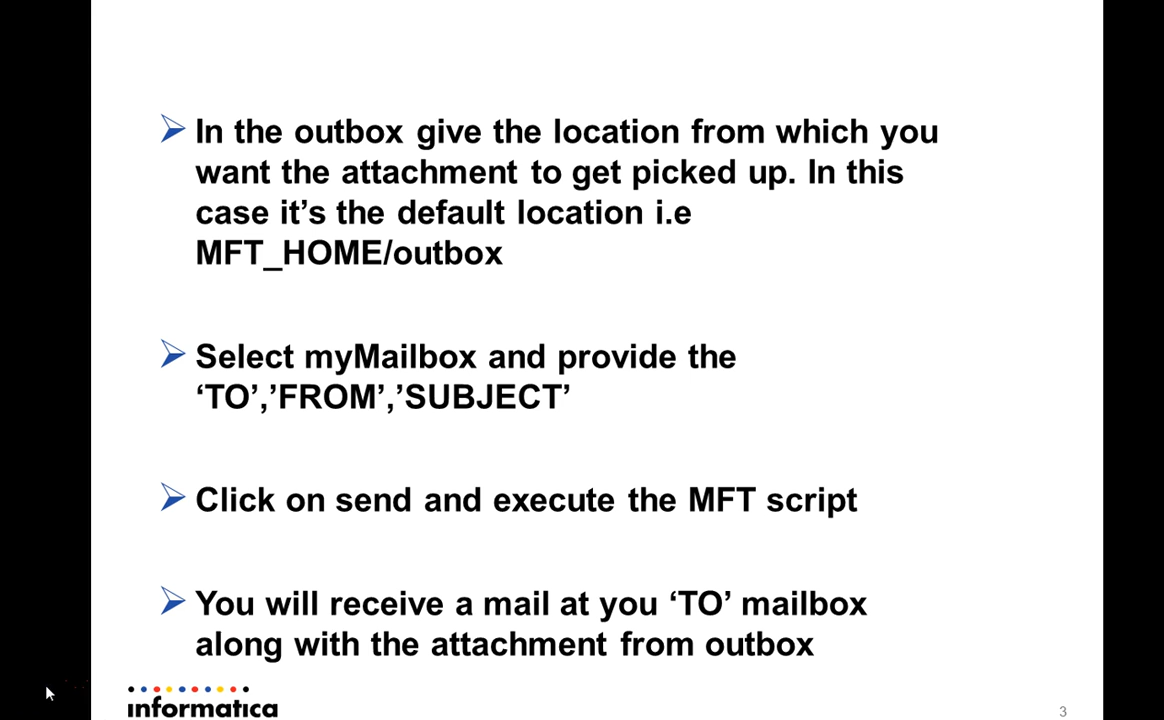 In the outbox give the location from which you
want the attachment to get picked up. In this
case it’s the default location i.e
MFT_HOME/outbox
Select myMailbox and provide the
‘TO’,’FROM’,’SUBJECT’
Click on send and execute the MFT script
You will receive a mail at you ‘TO’ mailbox
along with the attachment from outbox
informatica
3